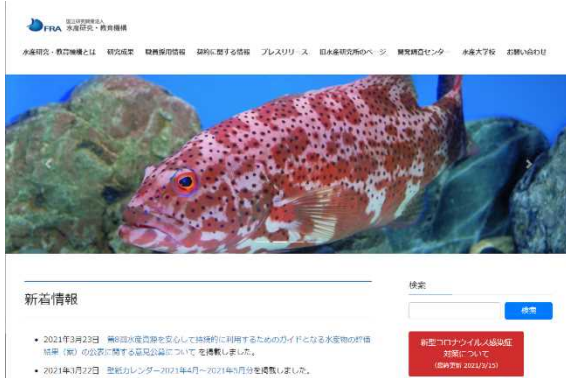 国立研究開発法人
FRA 水産研究・教育機構
水産研究・教育機構とは 研究成果 職員採用情報 契約に関する情報 プレスリリース 旧水産研究所のページ 開発調査センター 水産大学校 お問い合わせ
新着情報
検索
検索
• 2021年3月23日 第8回水産資源を安心して持続的に利用するためのガイドとなる水産物の評価
結果（案）の公表に関する意見公募について を掲載しました。
• 2021年3月22日 壁紙カレンダー2021年4月～2021年5月分を掲載しました。
新型コロナウイルス感染症
対策について
(最終更新 2021/3/15)